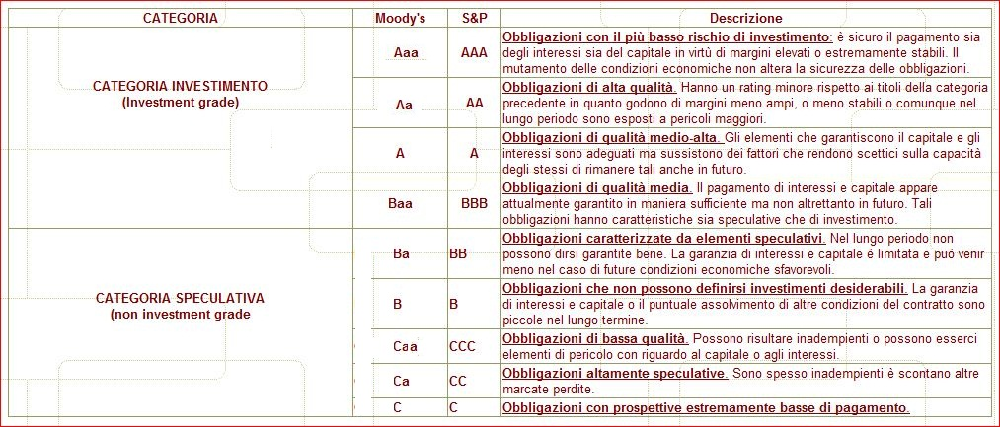 CATEGORIA Moody's S&P Descrizione
CATEGORIA INVESTIMENTO
(Investment grade)
Aaa AAA
Obbligazioni con il più basso rischio di investimento: è sicuro il pagamento sia
degli interessi sia del capitale in virtù di margini elevati o estremamente stabili. Il
mutamento delle condizioni economiche non altera la sicurezza delle obbligazioni.
Aa AA
Obbligazioni di alta qualità. Hanno un rating minore rispetto ai titoli della categoria
precedente in quanto godono di margini meno ampi, o meno stabili o comunque nel
lungo periodo sono esposti a pericoli maggiori.
A A
Obbligazioni di qualità medio-alta. Gli elementi che garantiscono il capitale e gli
interessi sono adeguati ma sussistono dei fattori che rendono scettici sulla capacità
degli stessi di rimanere tali anche in futuro.
Baa BBB
Obbligazioni di qualità media. Il pagamento di interessi e capitale appare
attualmente garantito in maniera sufficiente ma non altrettanto in futuro. Tali
obbligazioni hanno caratteristiche sia speculative che di investimento.
CATEGORIA SPECULATIVA
(non investment grade
Ba BB
Obbligazioni caratterizzate da elementi speculativi. Nel lungo periodo non
possono dirsi garantite bene. La garanzia di interessi e capitale è limitata e può venir
meno nel caso di future condizioni economiche sfavorevoli.
B B
Obbligazioni che non possono definirsi investimenti desiderabili. La garanzia
di interessi e capitale o il puntuale assolvimento di altre condizioni del contratto sono
piccole nel lungo termine.
Caa CCC
Obbligazioni di bassa qualità. Possono risultare inadempienti o possono esserci
elementi di pericolo con riguardo al capitale o agli interessi.
Ca CC
Obbligazioni altamente speculative. Sono spesso inadempienti è scontano altre
marcate perdite.
C C
Obbligazioni con prospettive estremamente basse di pagamento.